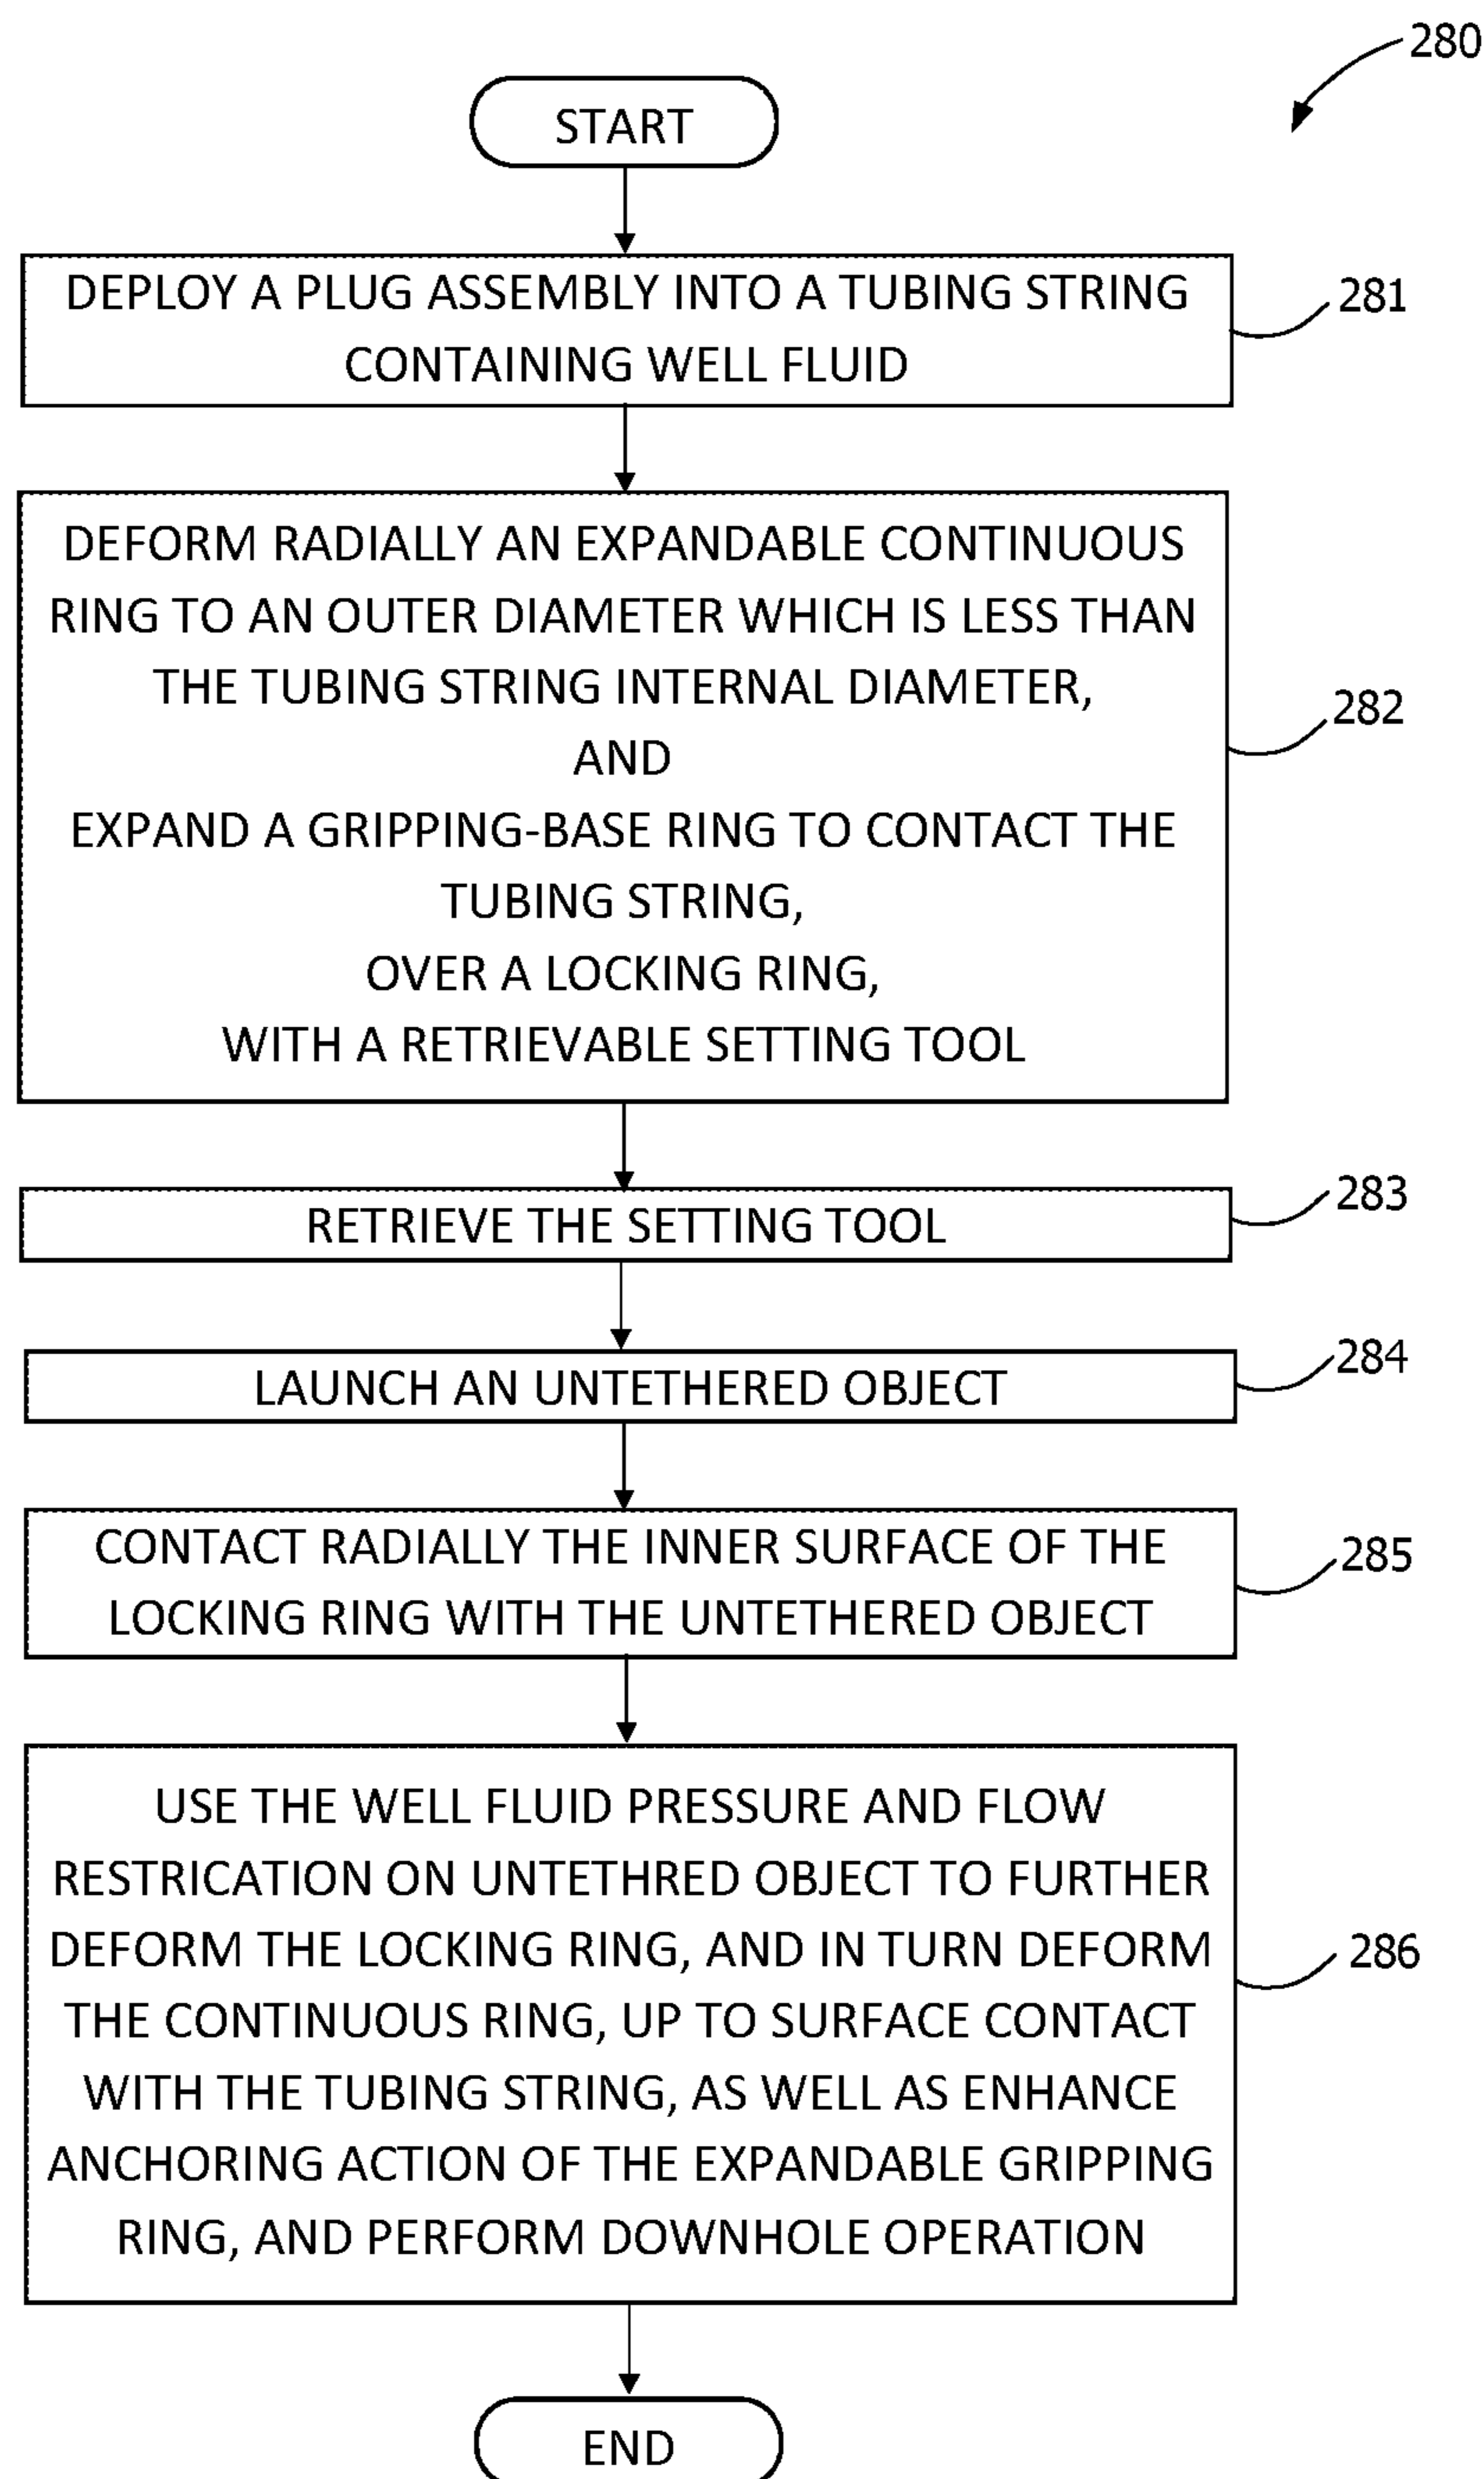 280
START
DEPLOY A PLUG ASSEMBLY INTO A TUBING STRING
CONTAINING WELL FLUID
281
DEFORM RADIALLY AN EXPANDABLE CONTINUOUS
RING TO AN OUTER DIAMETER WHICH IS LESS THAN
THE TUBING STRING INTERNAL DIAMETER,
AND
EXPAND A GRIPPING-BASE RING TO CONTACT THE
TUBING STRING,
OVER A LOCKING RING,
WITH A RETRIEVABLE SETTING TOOL
282
RETRIEVE THE SETTING TOOL
283
LAUNCH AN UNTETHERED OBJECT
284
CONTACT RADIALLY THE INNER SURFACE OF THE
LOCKING RING WITH THE UNTETHERED OBJECT
285
USE THE WELL FLUID PRESSURE AND FLOW
RESTRICATION ON UNTETHRED OBJECT TO FURTHER
DEFORM THE LOCKING RING, AND IN TURN DEFORM
THE CONTINUOUS RING, UP TO SURFACE CONTACT
WITH THE TUBING STRING, AS WELL AS ENHANCE
ANCHORING ACTION OF THE EXPANDABLE GRIPPING
RING, AND PERFORM DOWNHOLE OPERATION
286
END